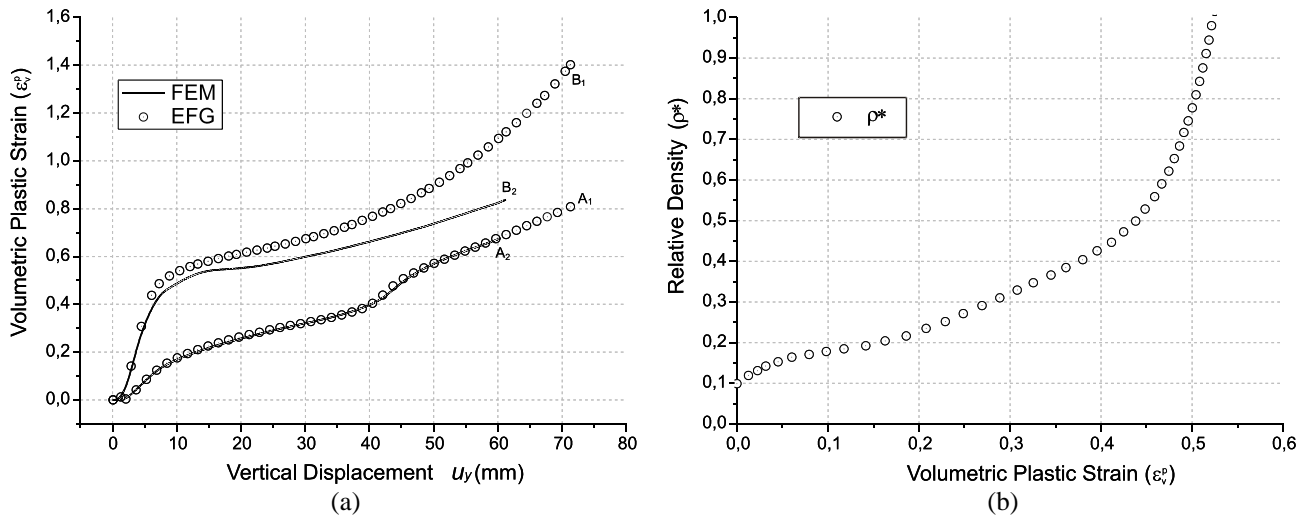 1,6
1,4
1,2
1,0
0,8
0,6
0,4
0,2
0,0
Volumetric Plastic Strain (εᵥᵖ)
FEM
EFG
B₁
B₂
A₁
A₂
0 10 20 30 40 50 60 70 80
Vertical Displacement uy (mm)
(a)
1,0
0,9
0,8
0,7
0,6
0,5
0,4
0,3
0,2
0,1
0,0
Relative Density (ρ*)
ρ*
0,0 0,1 0,2 0,3 0,4 0,5 0,6
Volumetric Plastic Strain (εᵥᵖ)
(b)